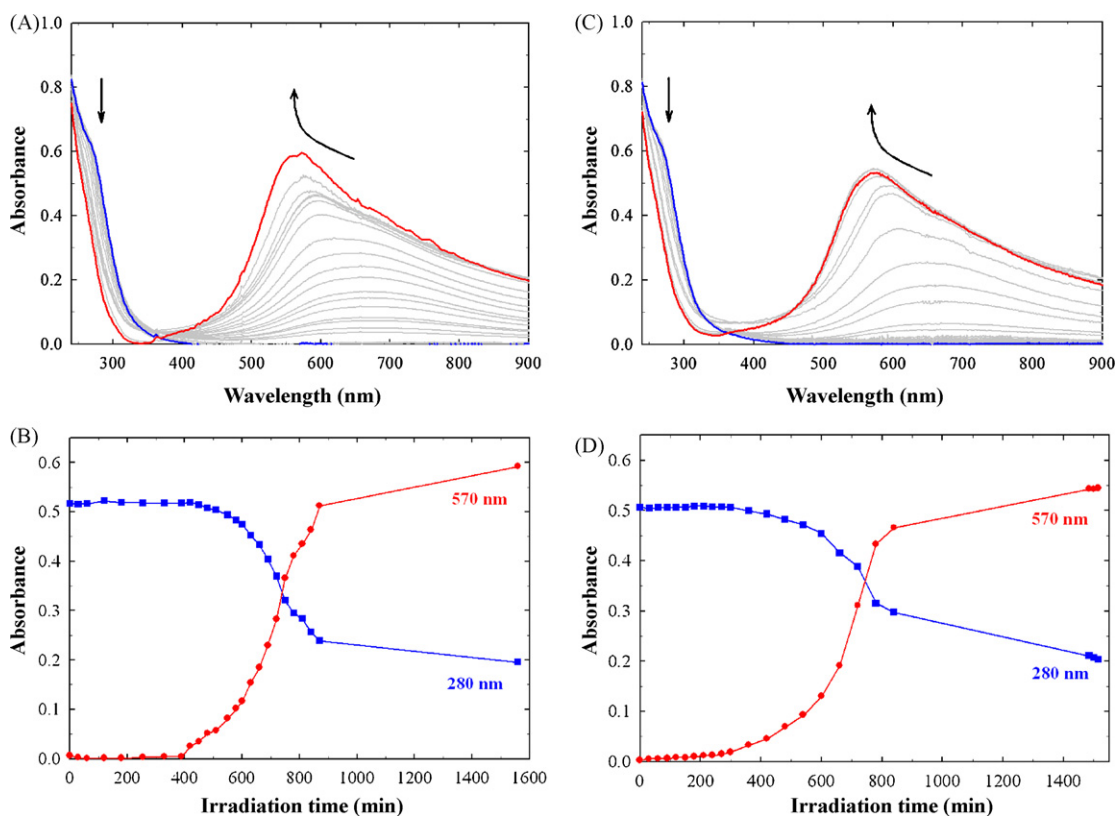 (A)
1.0
0.8
0.6
0.4
0.2
0.0
Absorbance
300 400 500 600 700 800 900
Wavelength (nm)
(C)
1.0
0.8
0.6
0.4
0.2
0.0
Absorbance
300 400 500 600 700 800 900
Wavelength (nm)
(B)
0.6
0.5
0.4
0.3
0.2
0.1
0.0
Absorbance
570 nm
280 nm
0 200 400 600 800 1000 1200 1400 1600
Irradiation time (min)
(D)
0.6
0.5
0.4
0.3
0.2
0.1
0.0
Absorbance
570 nm
280 nm
0 200 400 600 800 1000 1200 1400
Irradiation time (min)